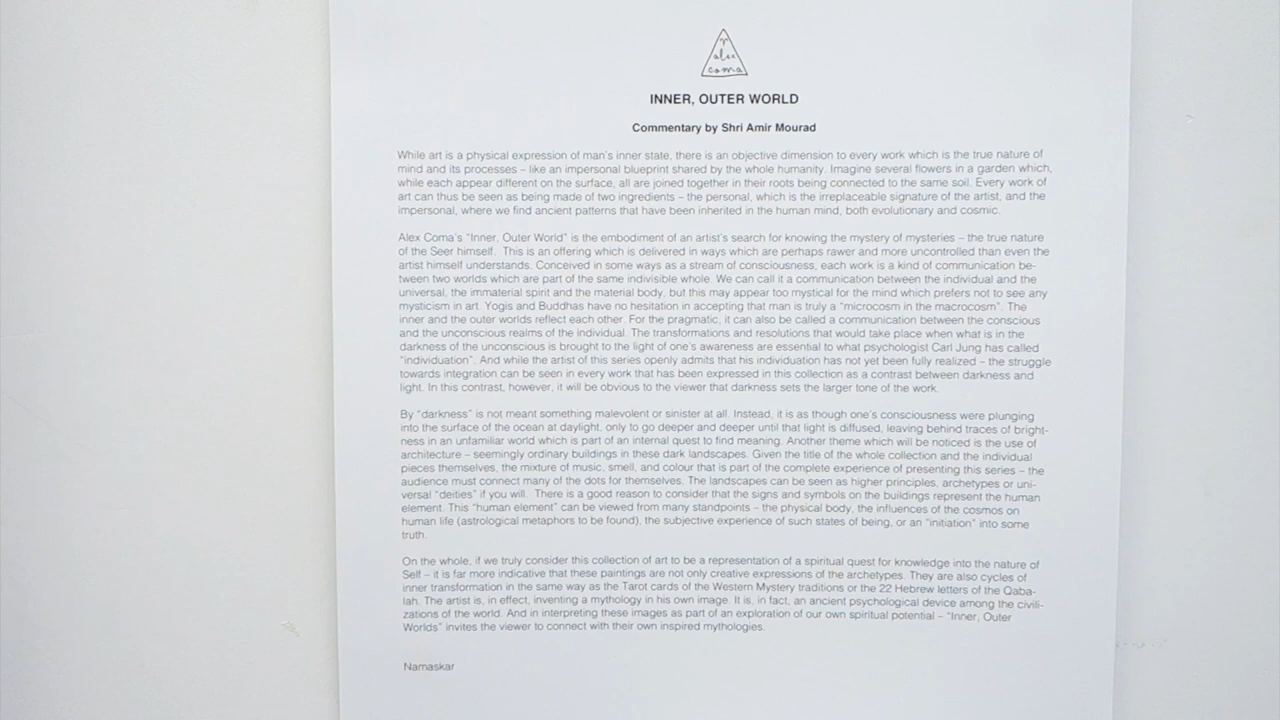 alex
coma
INNER, OUTER WORLD
Commentary by Shri Amir Mourad
While art is a physical expression of man's inner state, there is an objective dimension to every work which is the true nature of
mind and its processes – like an impersonal blueprint shared by the whole humanity. Imagine several flowers in a garden which,
while each appear different on the surface, all are joined together in their roots being connected to the same soil. Every work of
art can thus be seen as being made of two ingredients – the personal, which is the irreplaceable signature of the artist, and the
impersonal, where we find ancient patterns that have been inherited in the human mind, both evolutionary and cosmic.
Alex Coma's "Inner, Outer World" is the embodiment of an artist's search for knowing the mystery of mysteries – the true nature
of the Seer himself. This is an offering which is delivered in ways which are perhaps rawer and more uncontrolled than even the
artist himself understands. Conceived in some ways as a stream of consciousness, each work is a kind of communication be-
tween two worlds which are part of the same indivisible whole. We can call it a communication between the individual and the
universal, the immaterial spirit and the material body, but this may appear too mystical for the mind which prefers not to see any
mysticism in art. Yogis and Buddhas have no hesitation in accepting that man is truly a "microcosm in the macrocosm". The
inner and the outer worlds reflect each other. For the pragmatic, it can also be called a communication between the conscious
and the unconscious realms of the individual. The transformations and resolutions that would take place when what is in the
darkness of the unconscious is brought to the light of one's awareness are essential to what psychologist Carl Jung has called
"individuation". And while the artist of this series openly admits that his individuation has not yet been fully realized – the struggle
towards integration can be seen in every work that has been expressed in this collection as a contrast between darkness and
light. In this contrast, however, it will be obvious to the viewer that darkness sets the larger tone of the work.
By "darkness" is not meant something malevolent or sinister at all. Instead, it is as though one's consciousness were plunging
into the surface of the ocean at daylight, only to go deeper and deeper until that light is diffused, leaving behind traces of bright-
ness in an unfamiliar world which is part of an internal quest to find meaning. Another theme which will be noticed is the use of
architecture – seemingly ordinary buildings in these dark landscapes. Given the title of the whole collection and the individual
pieces themselves, the mixture of music, smell, and colour that is part of the complete experience of presenting this series – the
audience must connect many of the dots for themselves. The landscapes can be seen as higher principles, archetypes or uni-
versal "deities" if you will. There is a good reason to consider that the signs and symbols on the buildings represent the human
element. This "human element" can be viewed from many standpoints – the physical body, the influences of the cosmos on
human life (astrological metaphors to be found), the subjective experience of such states of being, or an "initiation" into some
truth.
On the whole, if we truly consider this collection of art to be a representation of a spiritual quest for knowledge into the nature of
Self – it is far more indicative that these paintings are not only creative expressions of the archetypes. They are also cycles of
inner transformation in the same way as the Tarot cards of the Western Mystery traditions or the 22 Hebrew letters of the Qaba-
lah. The artist is, in effect, inventing a mythology in his own image. It is, in fact, an ancient psychological device among the civili-
zations of the world. And in interpreting these images as part of an exploration of our own spiritual potential – "Inner, Outer
Worlds" invites the viewer to connect with their own inspired mythologies.
Namaskar